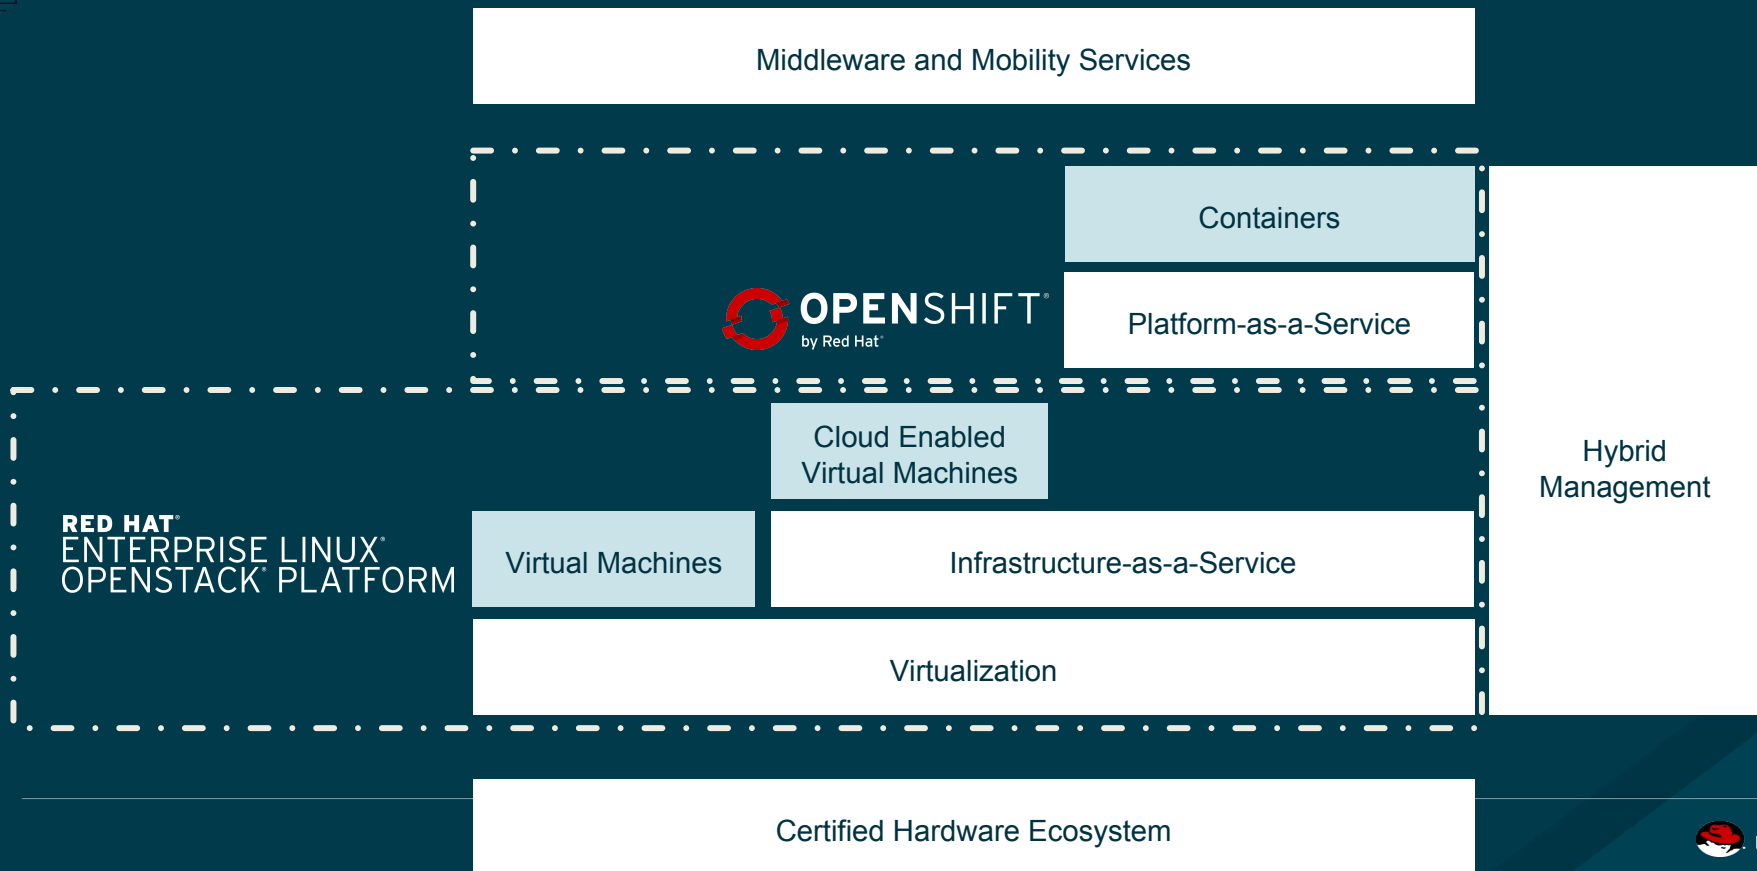 Middleware and Mobility Services
Containers
OPENSHIFT®
by Red Hat®
Platform-as-a-Service
Cloud Enabled
Virtual Machines
Hybrid
Management
RED HAT®
ENTERPRISE LINUX®
OPENSTACK® PLATFORM
Virtual Machines
Infrastructure-as-a-Service
Virtualization
Certified Hardware Ecosystem